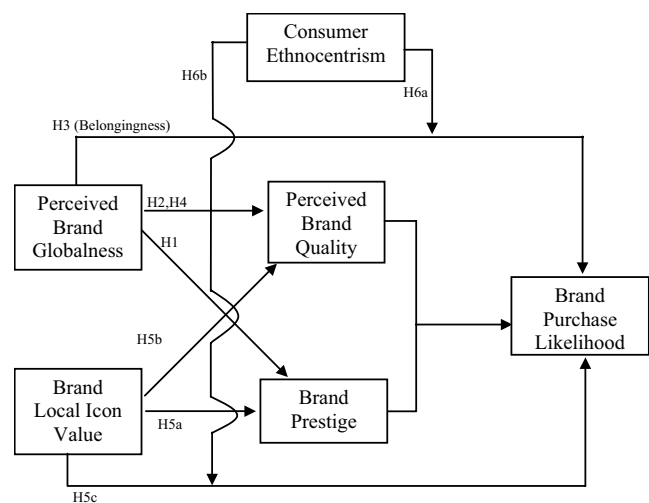 Consumer
Ethnocentrism
H6b
H6a
H3 (Belongingness)
Perceived
Brand
Globalness
H2,H4
H1
Perceived
Brand
Quality
Brand
Purchase
Likelihood
H5b
Brand
Local Icon
Value
H5a
Brand
Prestige
H5c